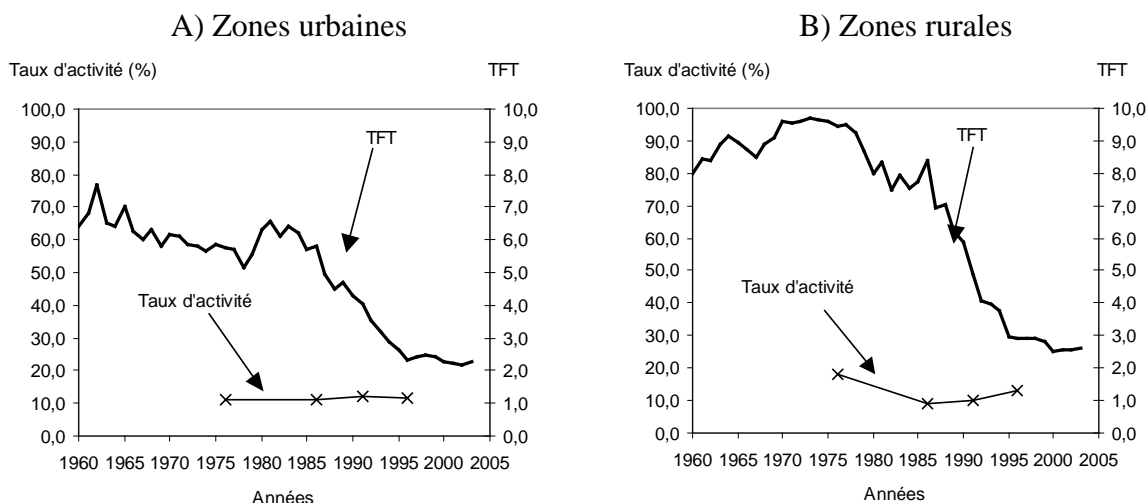 A) Zones urbaines
Taux d'activité (%) TFT
100,0 10,0
90,0 9,0
80,0 8,0
70,0 7,0
60,0 6,0
50,0 5,0
40,0 4,0
30,0 3,0
20,0 2,0
10,0 1,0
0,0 0,0
TFT
Taux d'activité
1960 1965 1970 1975 1980 1985 1990 1995 2000 2005
Années
B) Zones rurales
Taux d'activité (%) TFT
100,0 10,0
90,0 9,0
80,0 8,0
70,0 7,0
60,0 6,0
50,0 5,0
40,0 4,0
30,0 3,0
20,0 2,0
10,0 1,0
0,0 0,0
TFT
Taux d'activité
1960 1965 1970 1975 1980 1985 1990 1995 2000 2005
Années